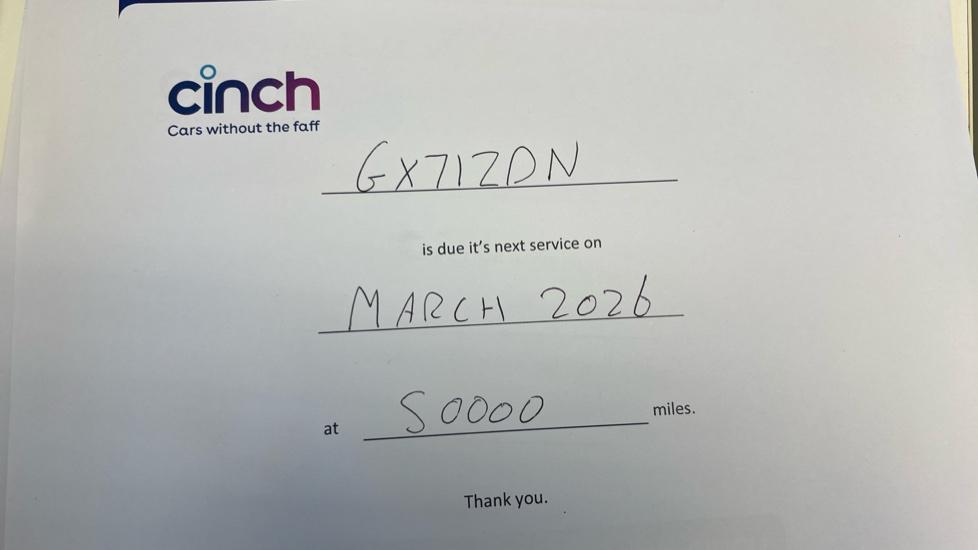 cinch
Cars without the faff
GX71ZDN
is due it's next service on
MARCH 2026
at 50000 miles.
Thank you.